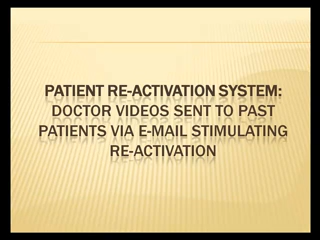 PATIENT RE-ACTIVATION SYSTEM:
DOCTOR VIDEOS SENT TO PAST
PATIENTS VIA E-MAIL STIMULATING
RE-ACTIVATION